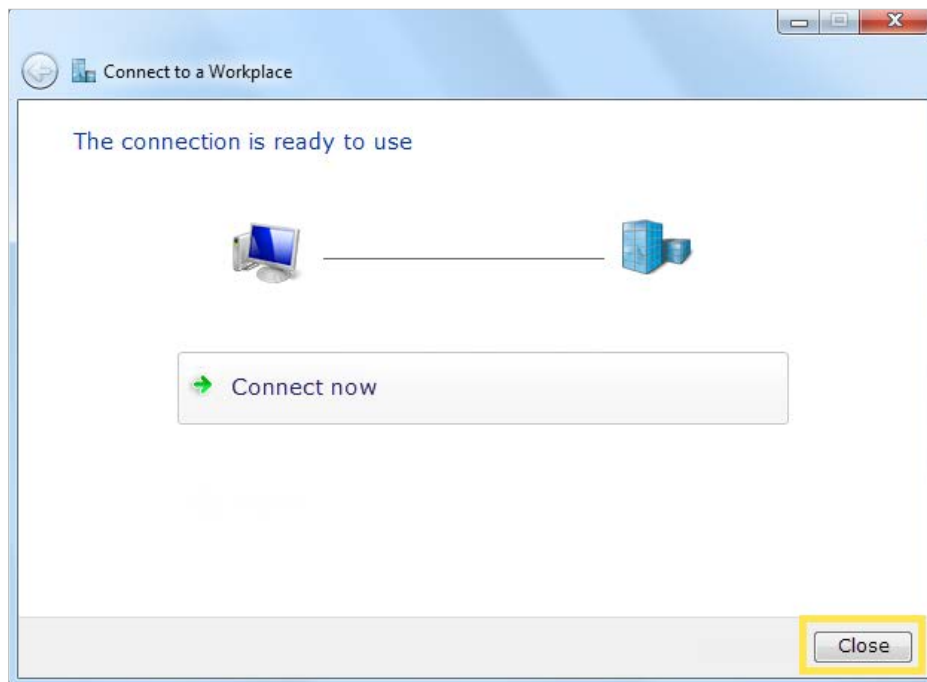 Connect to a Workplace
The connection is ready to use
Connect now
Close